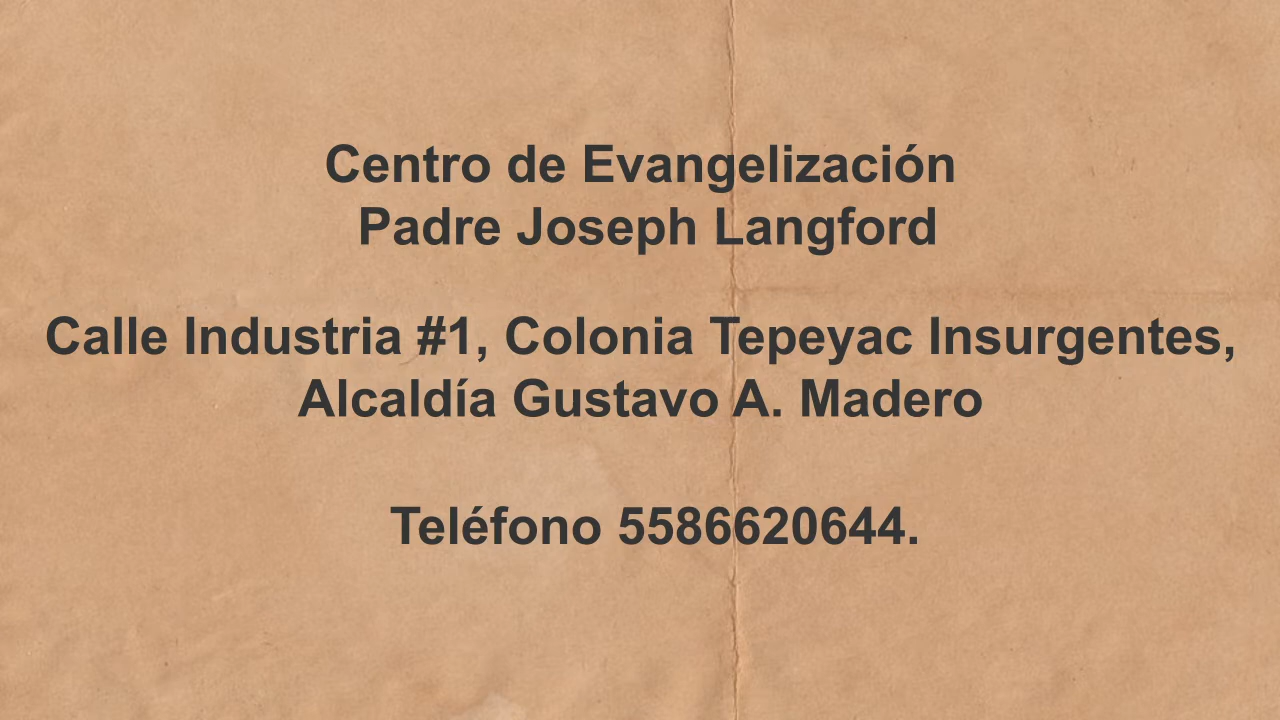 Centro de Evangelización
Padre Joseph Langford
Calle Industria #1, Colonia Tepeyac Insurgentes,
Alcaldía Gustavo A. Madero
Teléfono 5586620644.